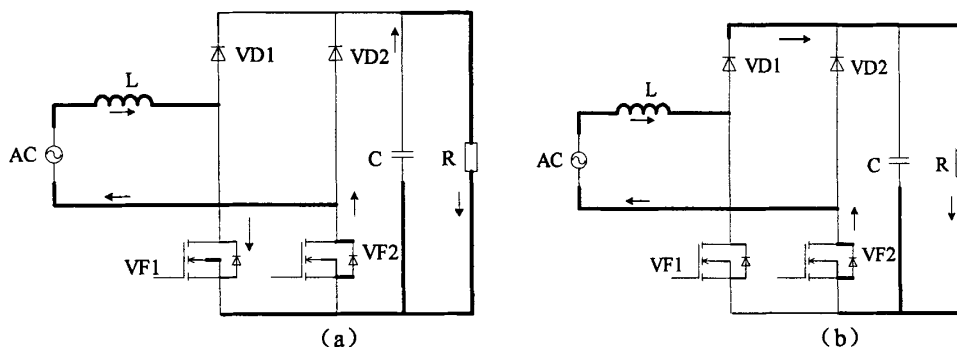 VD1 VD2
L
AC
C R
VF1 VF2
(a)
VD1 VD2
L
AC
C R
VF1 VF2
(b)